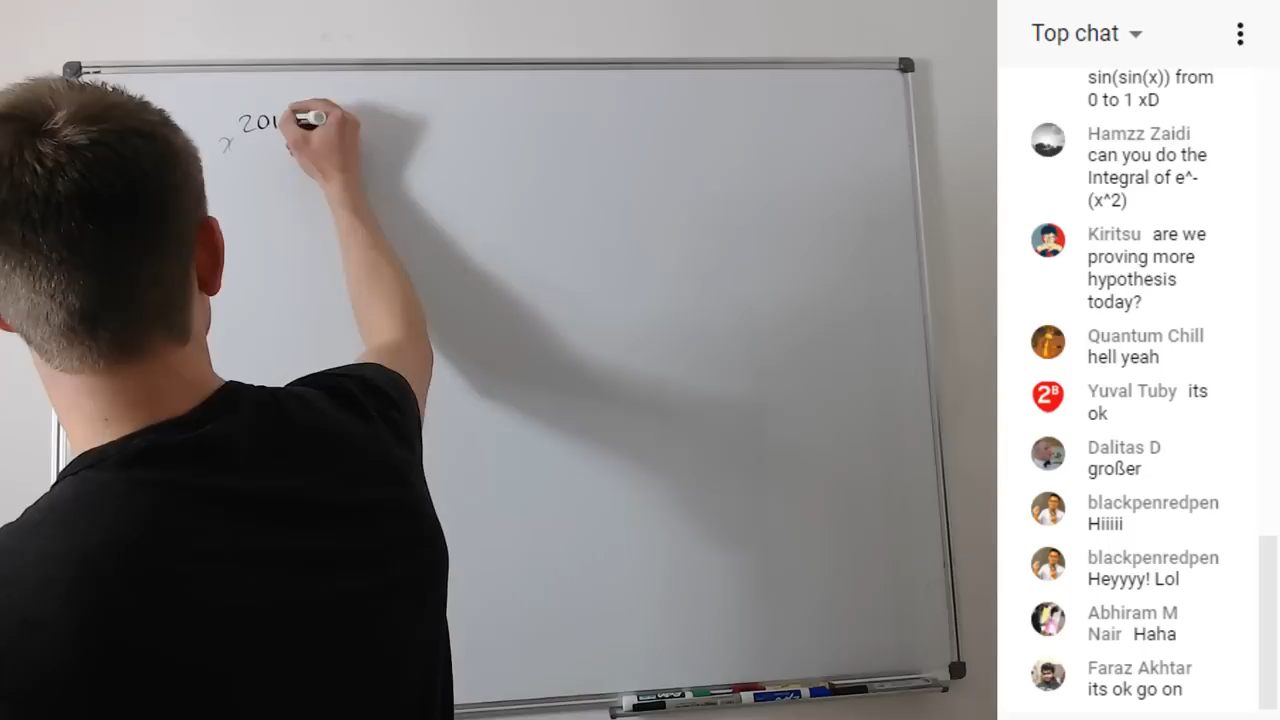 x 201
Top chat
sin(sin(x)) from
0 to 1 xD
Hamzz Zaidi
can you do the
Integral of e^-
(x^2)
Kiritsu are we
proving more
hypothesis
today?
Quantum Chill
hell yeah
Yuval Tuby its
ok
Dalitas D
großer
blackpenredpen
Hiiiii
blackpenredpen
Heyyyy! Lol
Abhiram M
Nair Haha
Faraz Akhtar
its ok go on
2B